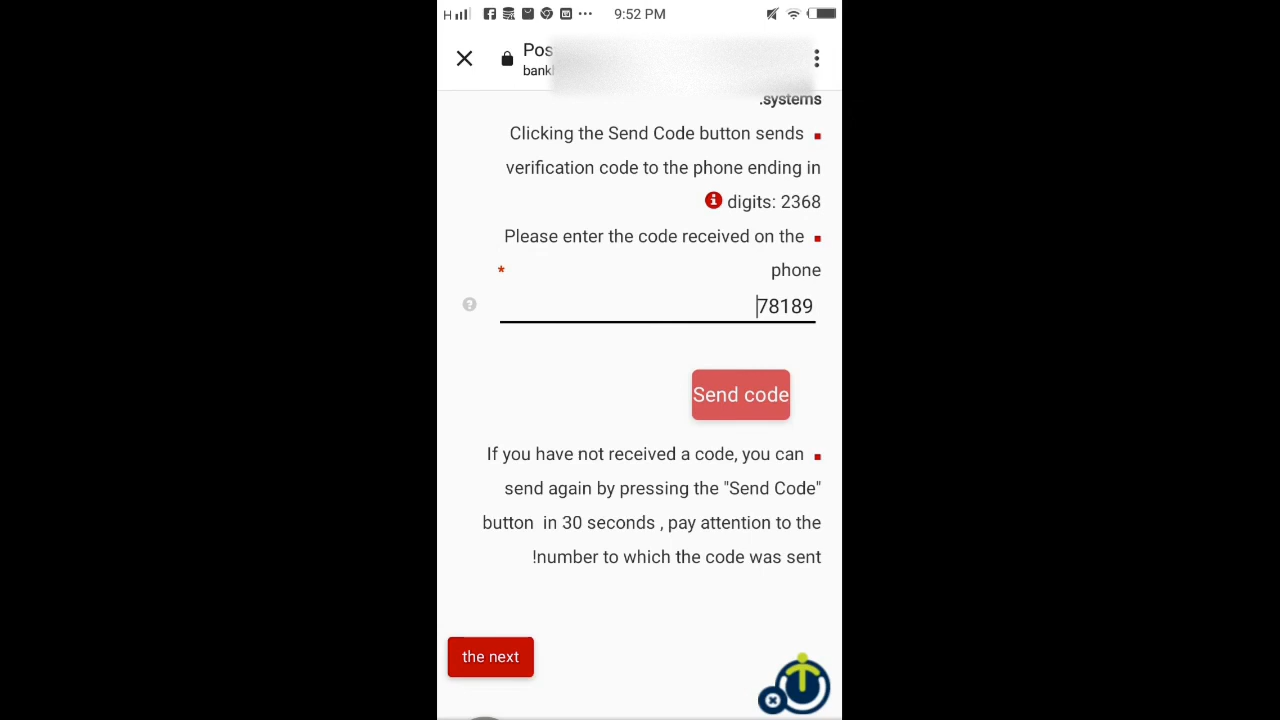 H 9:52 PM
Pos
bank
.systems
Clicking the Send Code button sends
verification code to the phone ending in
digits: 2368
Please enter the code received on the
* phone
78189
Send code
If you have not received a code, you can
send again by pressing the "Send Code"
button in 30 seconds , pay attention to the
!number to which the code was sent
the next